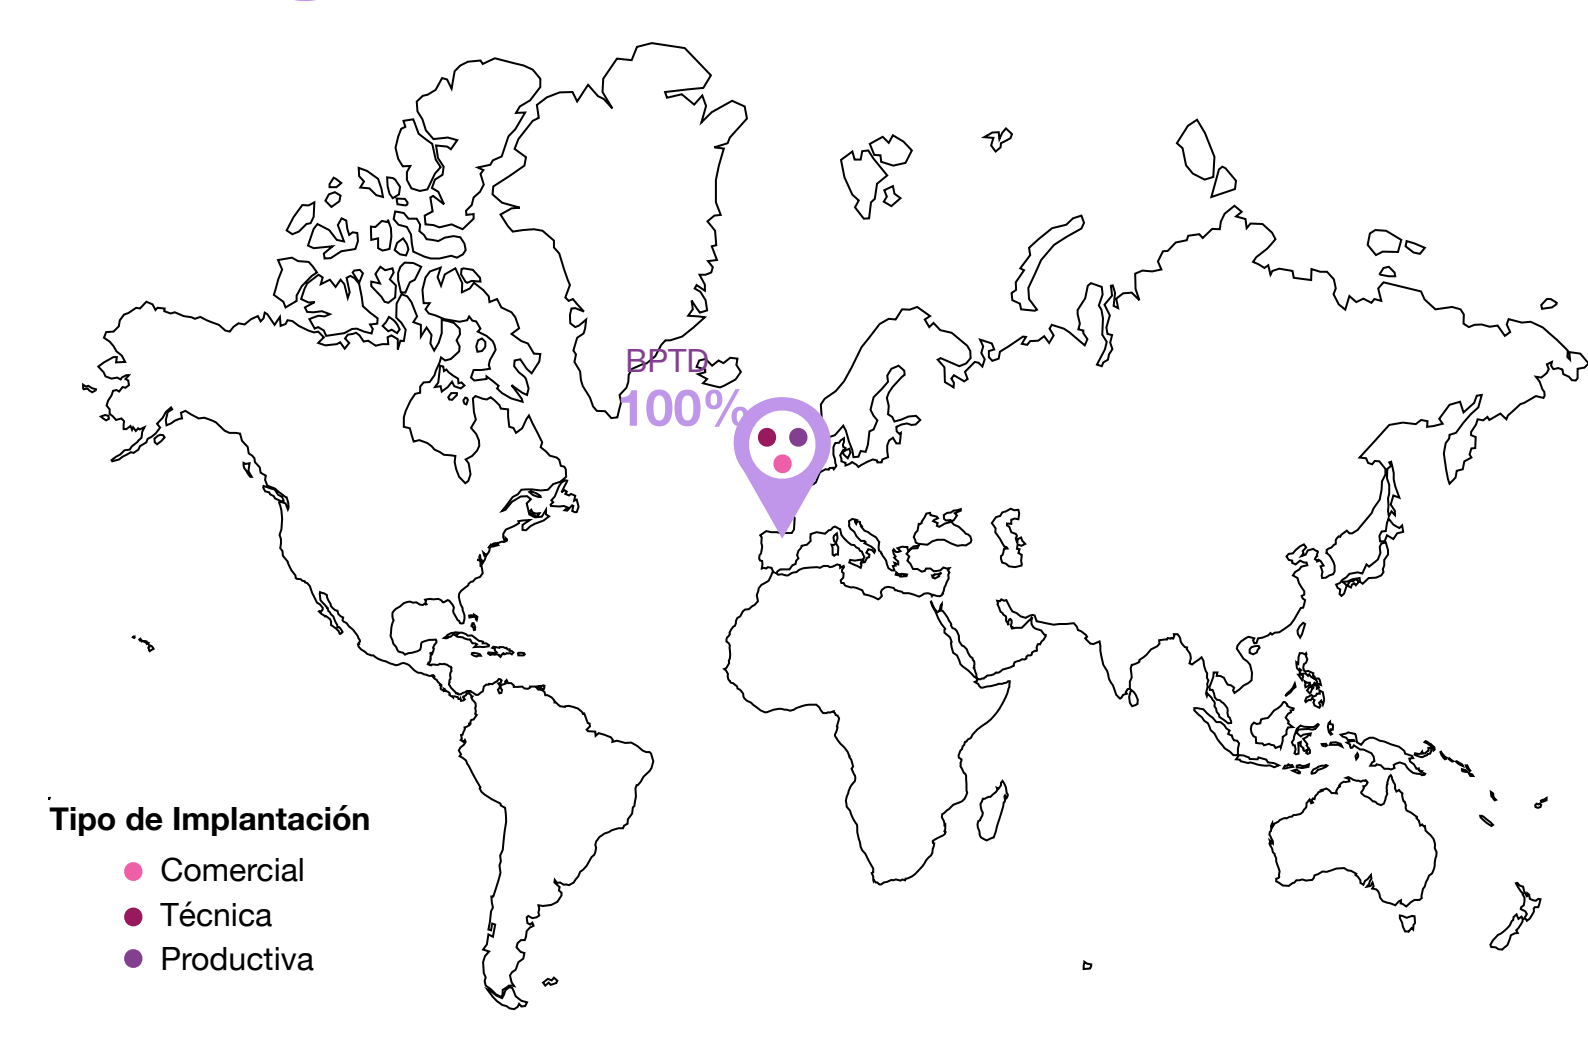 BPTD
100%
Tipo de Implantación
Comercial
Técnica
Productiva